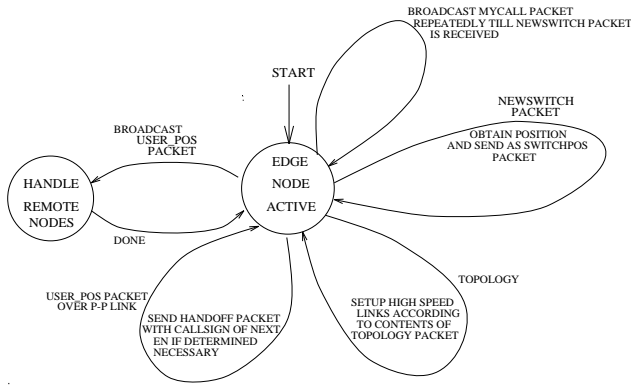 BROADCAST MYCALL PACKET
REPEATEDLY TILL NEWSWITCH PACKET
IS RECEIVED
START
NEWSWITCH
PACKET
OBTAIN POSITION
AND SEND AS SWITCHPOS
PACKET
BROADCAST
USER_POS
PACKET
EDGE
NODE
ACTIVE
HANDLE
REMOTE
NODES
DONE
USER_POS PACKET
OVER P-P LINK
SEND HANDOFF PACKET
WITH CALLSIGN OF NEXT
EN IF DETERMINED
NECESSARY
TOPOLOGY
SETUP HIGH SPEED
LINKS ACCORDING
TO CONTENTS OF
TOPOLOGY PACKET